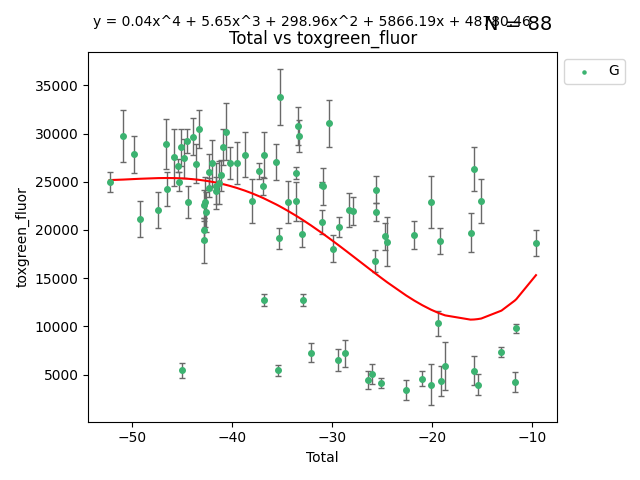 y = 0.04x^4 + 5.65x^3 + 298.96x^2 + 5866.19x + 48780.46
N = 88
Total vs toxgreen_fluor
G
35000
30000
25000
20000
15000
10000
5000
toxgreen_fluor
−50 −40 −30 −20 −10
Total